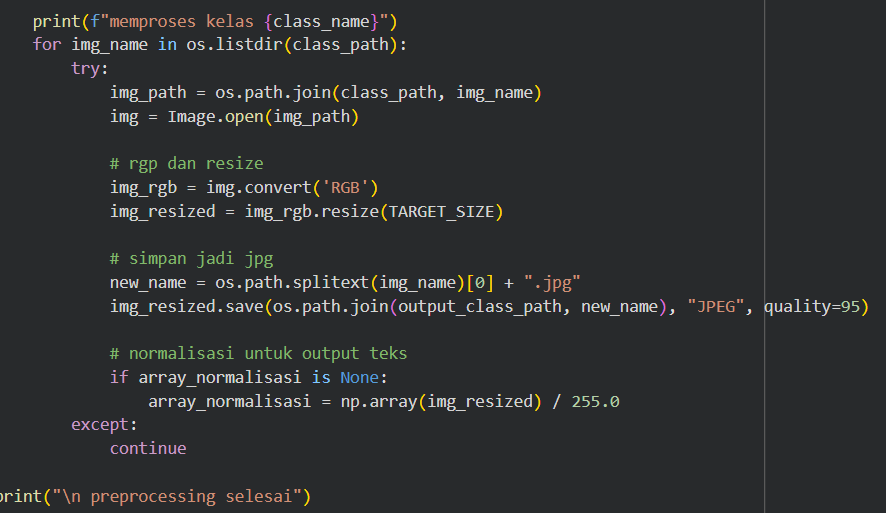 print(f"memproses kelas {class_name}")
for img_name in os.listdir(class_path):
try:
img_path = os.path.join(class_path, img_name)
img = Image.open(img_path)
# rgp dan resize
img_rgb = img.convert('RGB')
img_resized = img_rgb.resize(TARGET_SIZE)
# simpan jadi jpg
new_name = os.path.splitext(img_name)[0] + ".jpg"
img_resized.save(os.path.join(output_class_path, new_name), "JPEG", quality=95)
# normalisasi untuk output teks
if array_normalisasi is None:
array_normalisasi = np.array(img_resized) / 255.0
except:
continue
print("\n preprocessing selesai")